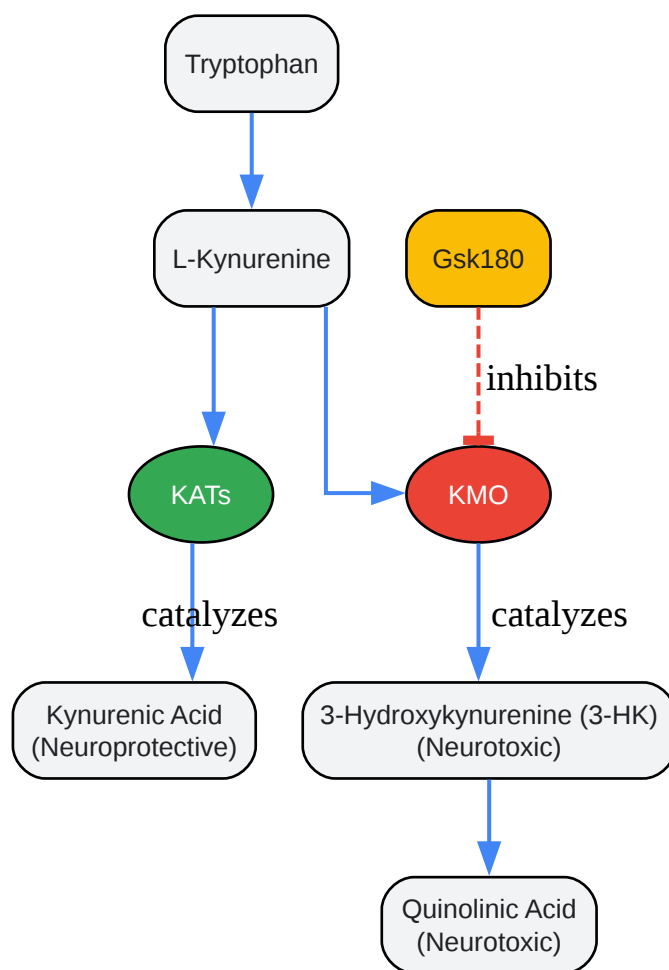 Tryptophan
L-Kynurenine
Gsk180
inhibits
KATs
KMO
catalyzes
catalyzes
Kynurenic Acid
(Neuroprotective)
3-Hydroxykynurenine (3-HK)
(Neurotoxic)
Quinolinic Acid
(Neurotoxic)